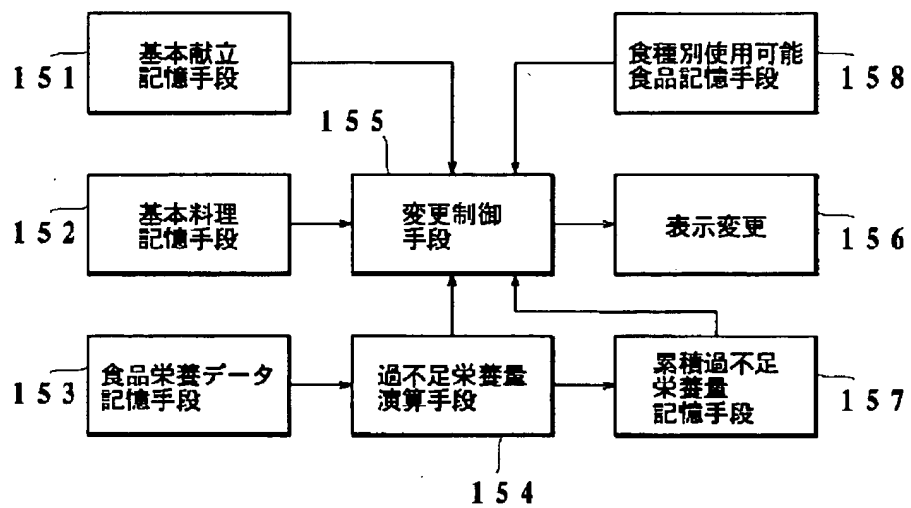 151
基本献立
記憶手段
食種別使用可能
食品記憶手段
158
155
152
基本料理
記憶手段
変更制御
手段
表示変更
156
153
食品栄養データ
記憶手段
過不足栄養量
演算手段
累積過不足
栄養量
記憶手段
157
154